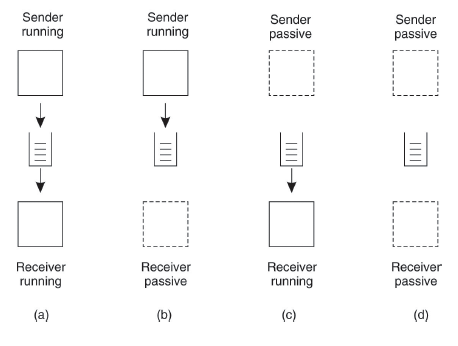 Sender
running
Sender
running
Sender
passive
Sender
passive
Receiver
running
Receiver
passive
Receiver
running
Receiver
passive
(a)
(b)
(c)
(d)